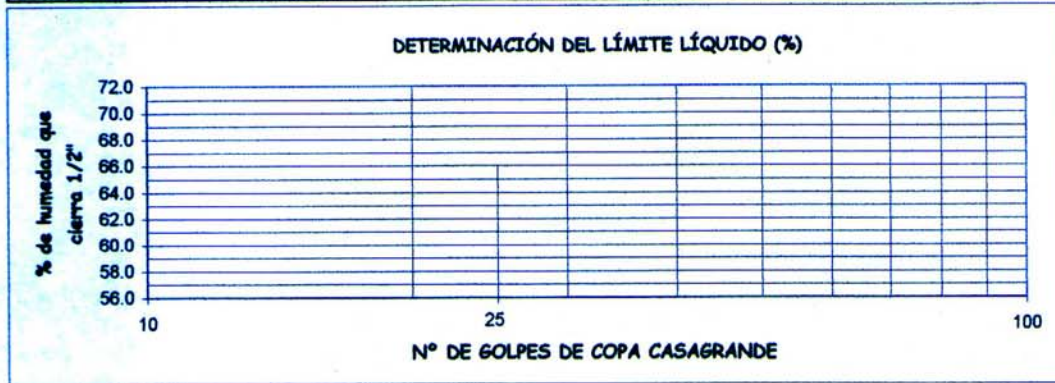 DETERMINACIÓN DEL LÍMITE LÍQUIDO (%)
% de humedad que
cierra 1/2"
72.0
70.0
68.0
66.0
64.0
62.0
60.0
58.0
56.0
10 25 100
Nº DE GOLPES DE COPA CASAGRANDE